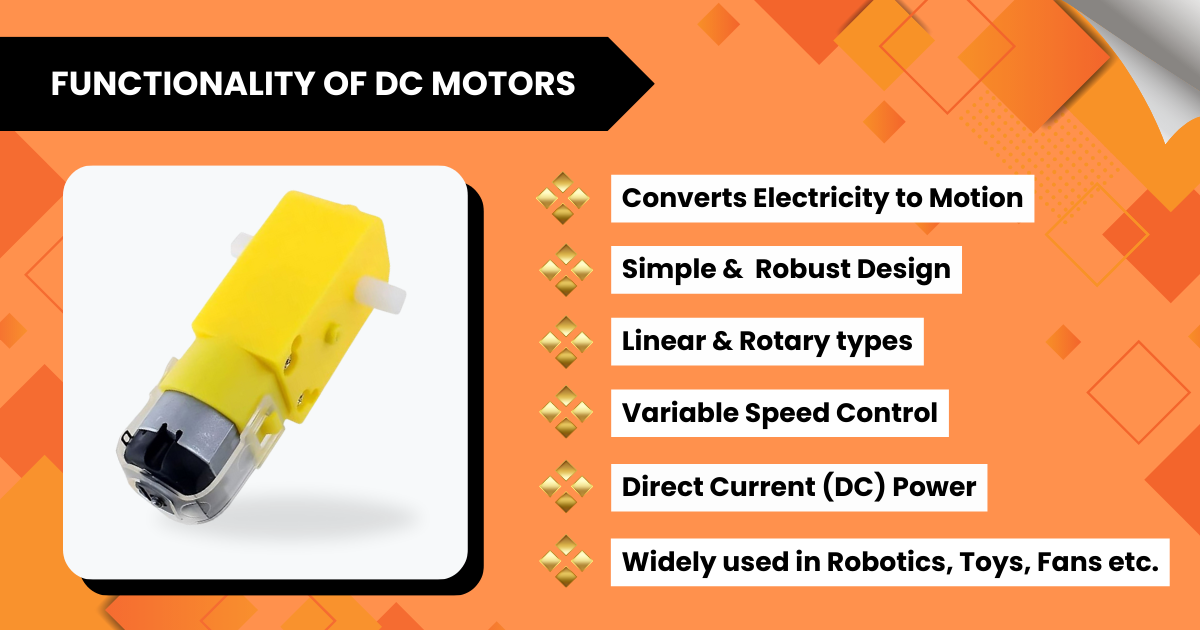 FUNCTIONALITY OF DC MOTORS
Converts Electricity to Motion
Simple &  Robust Design
Linear & Rotary types
Variable Speed Control
Direct Current (DC) Power
Widely used in Robotics, Toys, Fans etc.